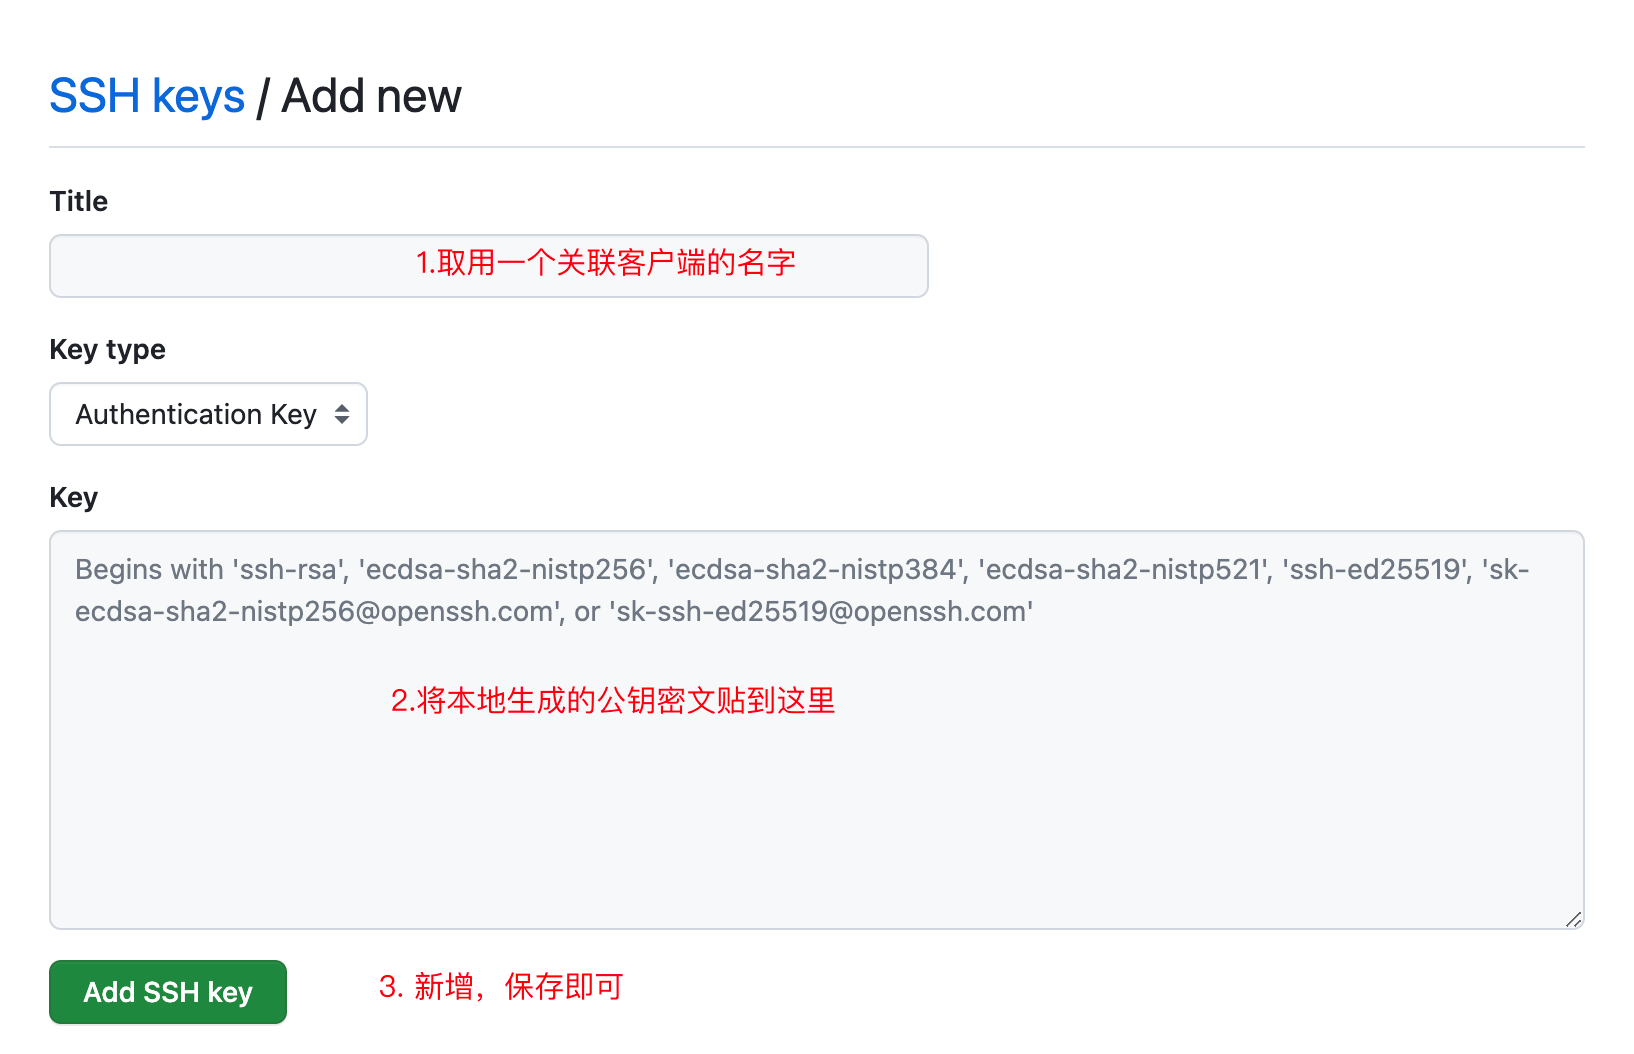 SSH keys / Add new
Title
1.取用一个关联客户端的名字
Key type
Authentication Key
Key
Begins with 'ssh-rsa', 'ecdsa-sha2-nistp256', 'ecdsa-sha2-nistp384', 'ecdsa-sha2-nistp521', 'ssh-ed25519', 'sk-
ecdsa-sha2-nistp256@openssh.com', or 'sk-ssh-ed25519@openssh.com'
2.将本地生成的公钥密文贴到这里
Add SSH key
3. 新增，保存即可